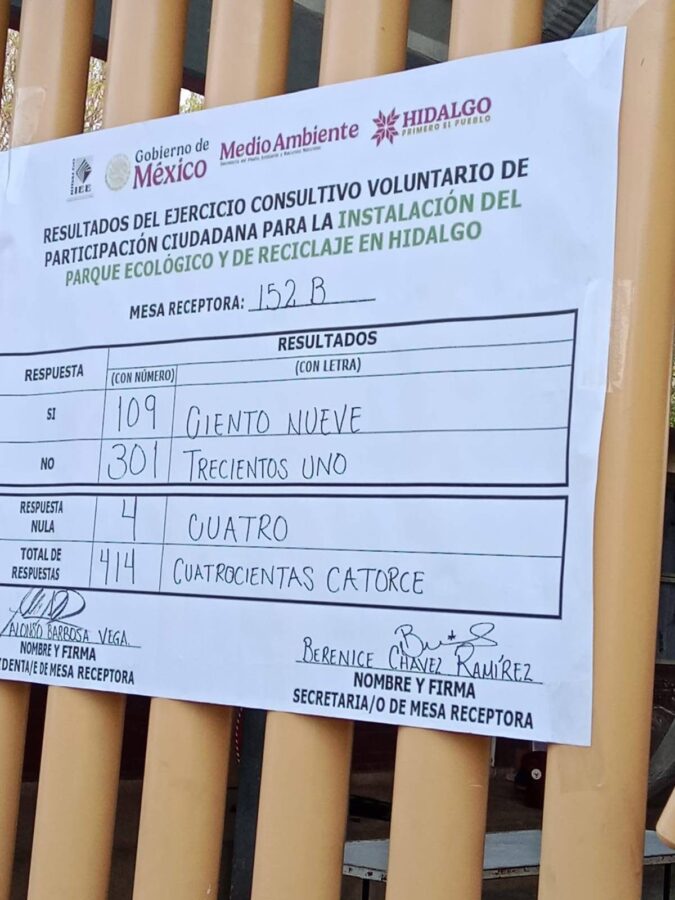 IEE
Gobierno de
México
Medio Ambiente
Secretaría de Medio Ambiente y Recursos Naturales
HIDALGO
PRIMERO EL PUEBLO
RESULTADOS DEL EJERCICIO CONSULTIVO VOLUNTARIO DE
PARTICIPACIÓN CIUDADANA PARA LA INSTALACIÓN DEL
PARQUE ECOLÓGICO Y DE RECICLAJE EN HIDALGO
MESA RECEPTORA: 152 B
RESPUESTA
RESULTADOS
(CON NÚMERO) (CON LETRA)
SI 109 CIENTO NUEVE
NO 301 TRECIENTOS UNO
RESPUESTA
NULA 4 CUATRO
TOTAL DE
RESPUESTAS 414 CUATROCIENTAS CATORCE
ALONSO BARBOSA VEGA
NOMBRE Y FIRMA
IDENTA/E DE MESA RECEPTORA
BERENICE CHÁVEZ RAMÍREZ
NOMBRE Y FIRMA
SECRETARIA/O DE MESA RECEPTORA